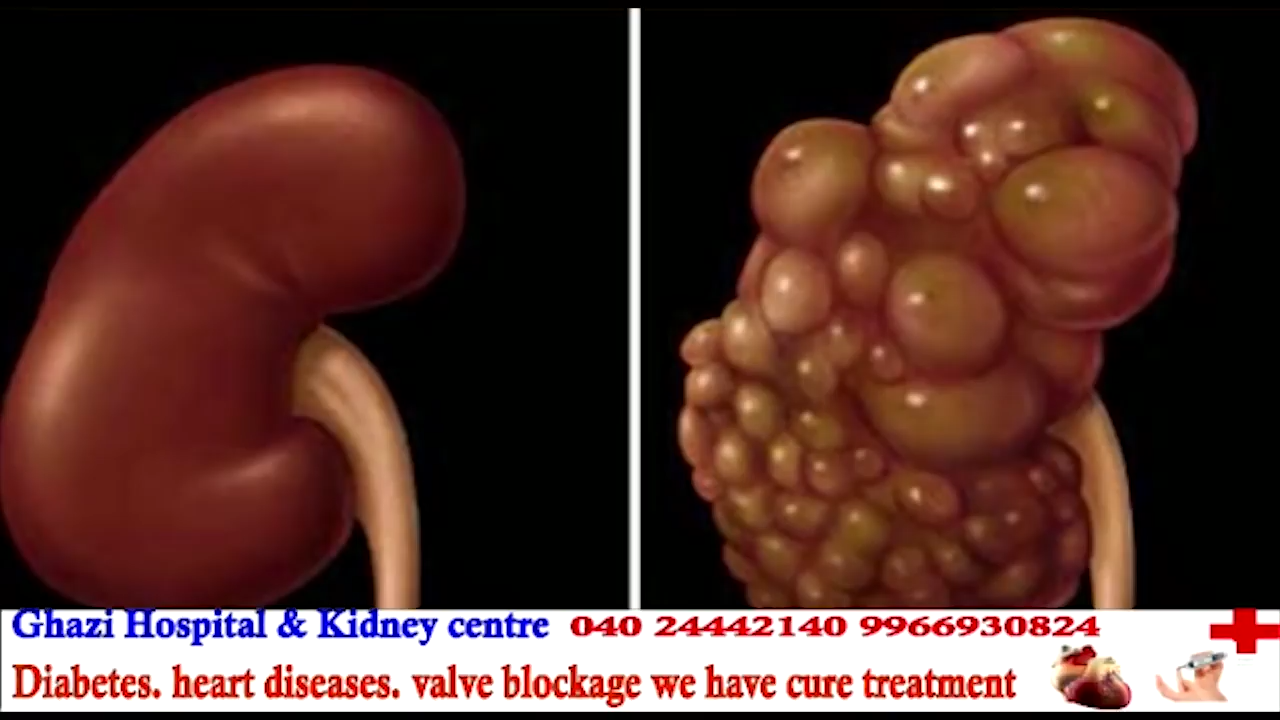 Ghazi Hospital & Kidney centre 040 24442140 9966930824
Diabetes. heart diseases. valve blockage we have cure treatment